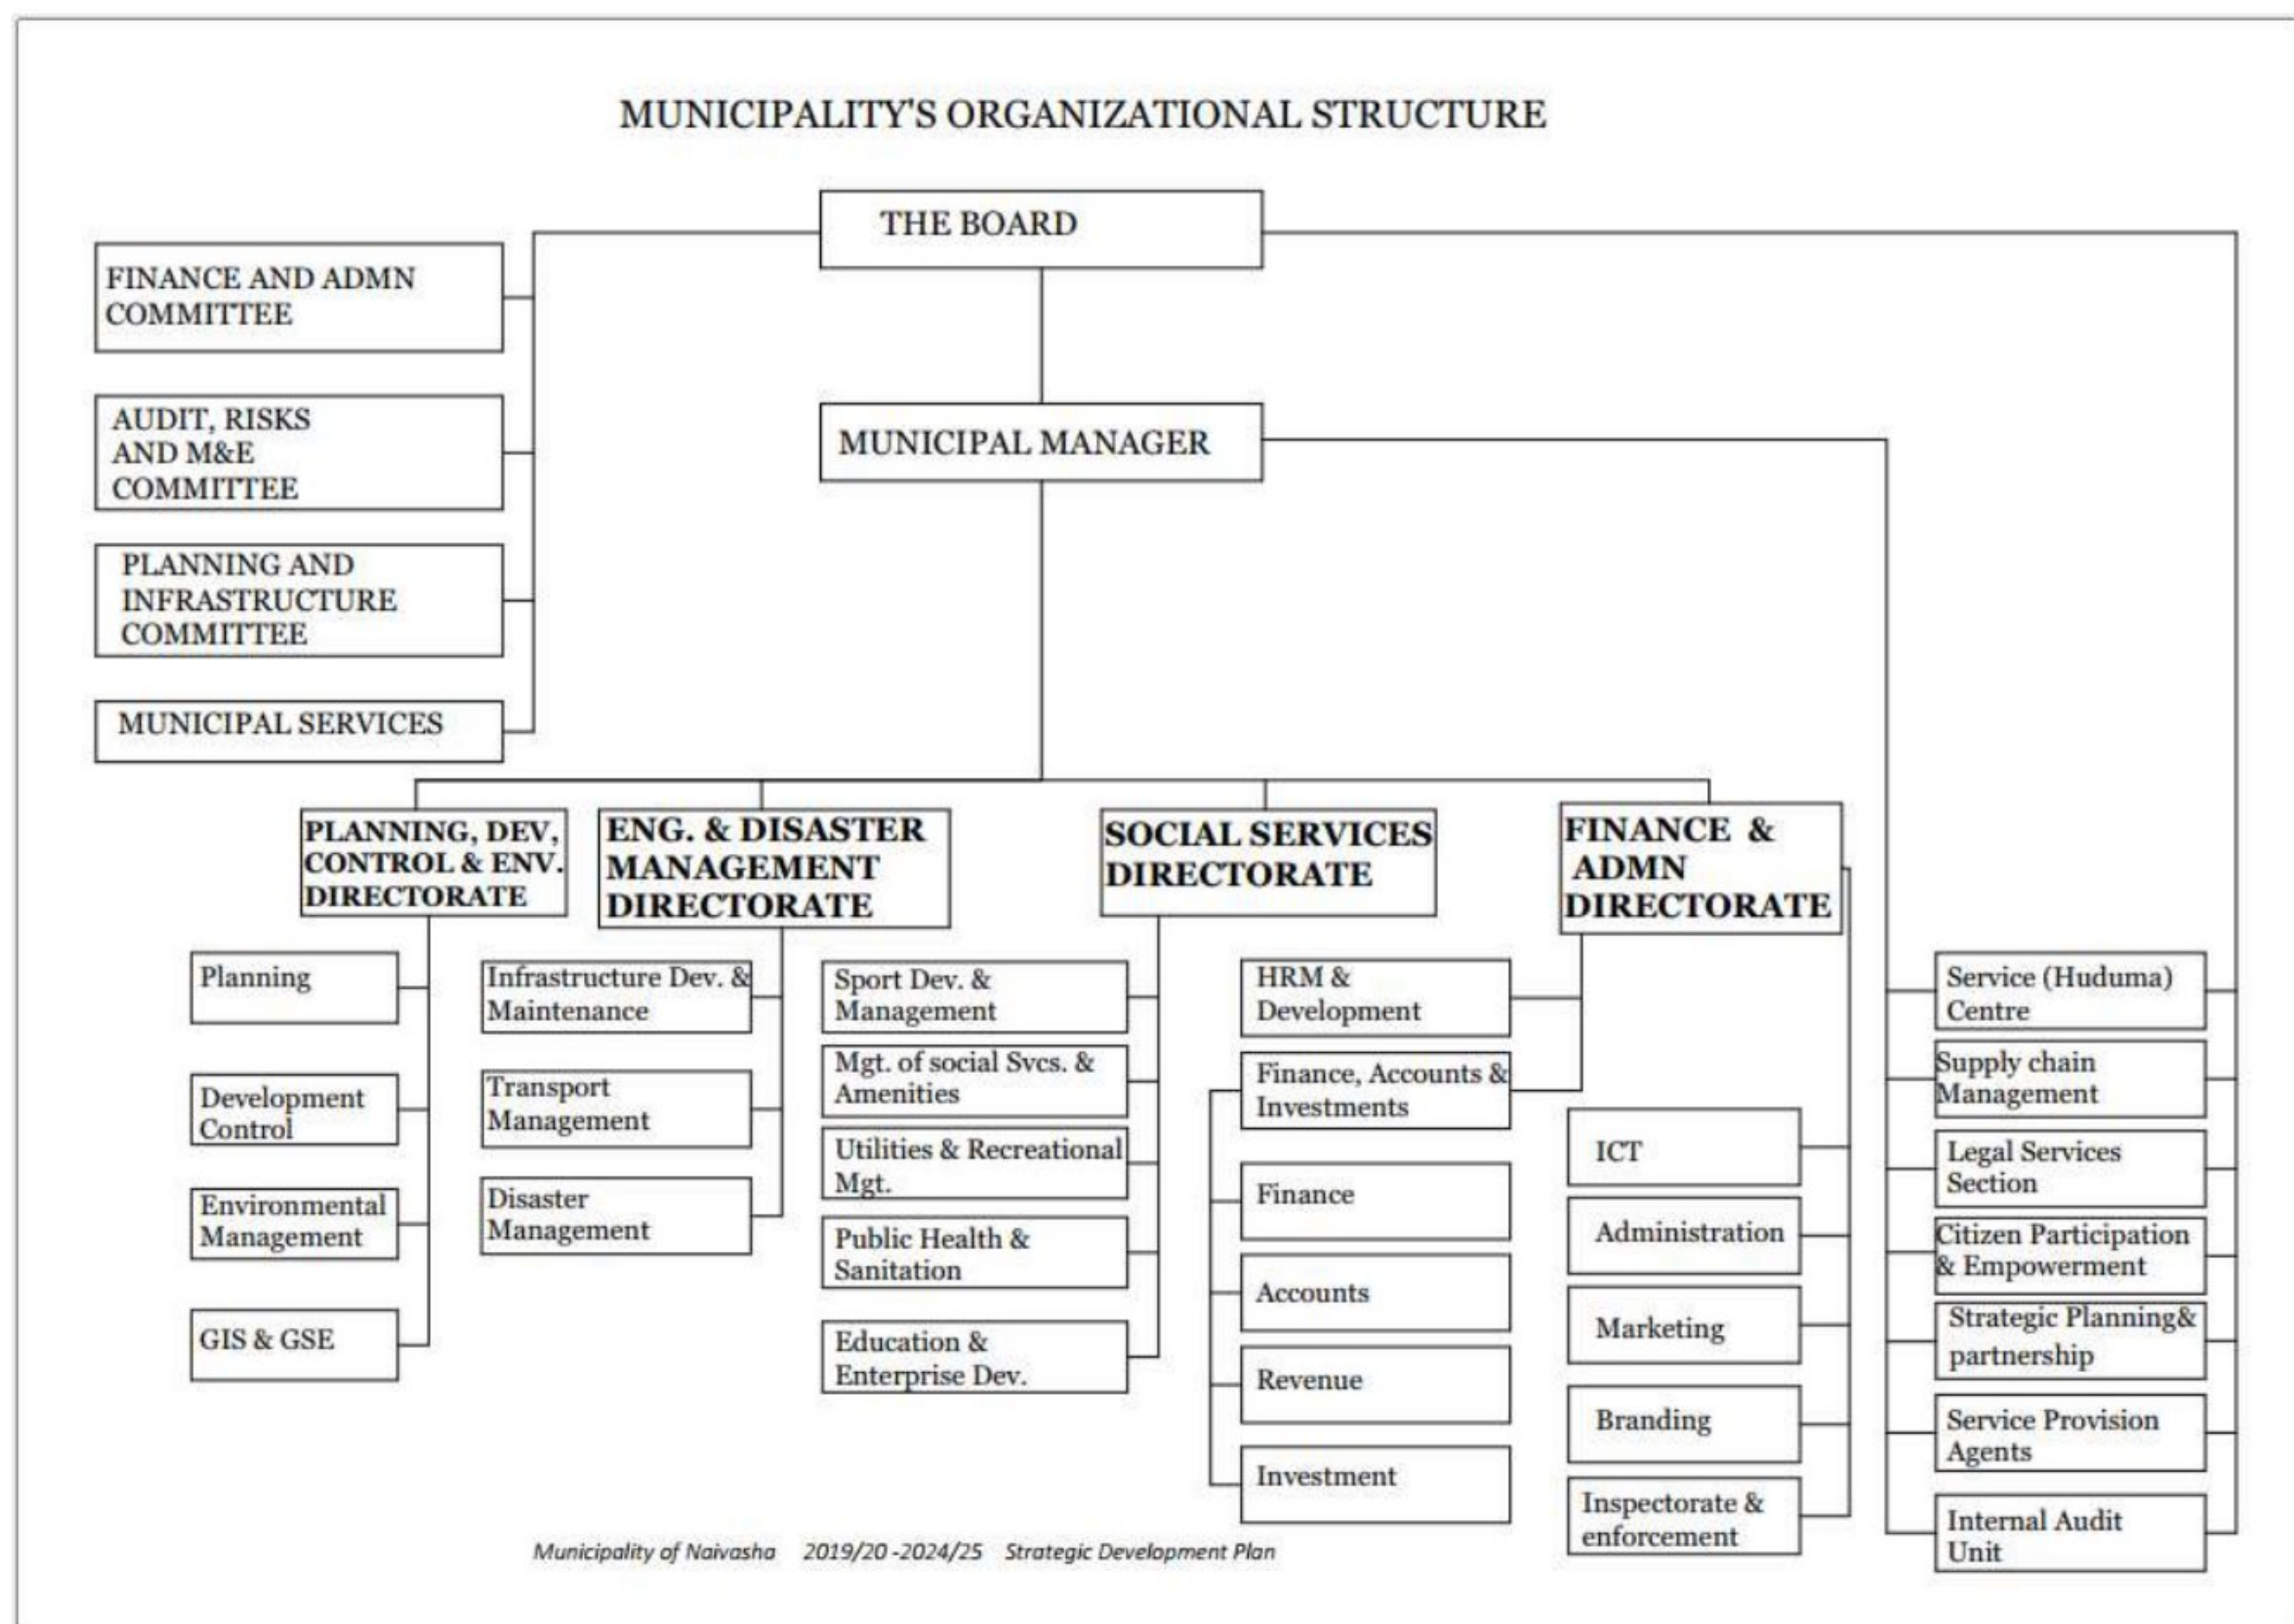 MUNICIPALITY'S ORGANIZATIONAL STRUCTURE
THE BOARD
FINANCE AND ADMN
COMMITTEE
AUDIT, RISKS
AND M&E
COMMITTEE
PLANNING AND
INFRASTRUCTURE
COMMITTEE
MUNICIPAL SERVICES
MUNICIPAL MANAGER
PLANNING, DEV,
CONTROL & ENV.
DIRECTORATE
Planning
Development
Control
Environmental
Management
GIS & GSE
ENG. & DISASTER
MANAGEMENT
DIRECTORATE
Infrastructure Dev. &
Maintenance
Transport
Management
Disaster
Management
SOCIAL SERVICES
DIRECTORATE
Sport Dev. &
Management
Mgt. of social Svcs. &
Amenities
Utilities & Recreational
Mgt.
Public Health &
Sanitation
Education &
Enterprise Dev.
FINANCE &
ADMN
DIRECTORATE
HRM &
Development
Finance, Accounts &
Investments
Finance
Accounts
Revenue
Investment
ICT
Administration
Marketing
Branding
Inspectorate &
enforcement
Service (Huduma)
Centre
Supply chain
Management
Legal Services
Section
Citizen Participation
& Empowerment
Strategic Planning&
partnership
Service Provision
Agents
Internal Audit
Unit
Municipality of Naivasha 2019/20 -2024/25 Strategic Development Plan